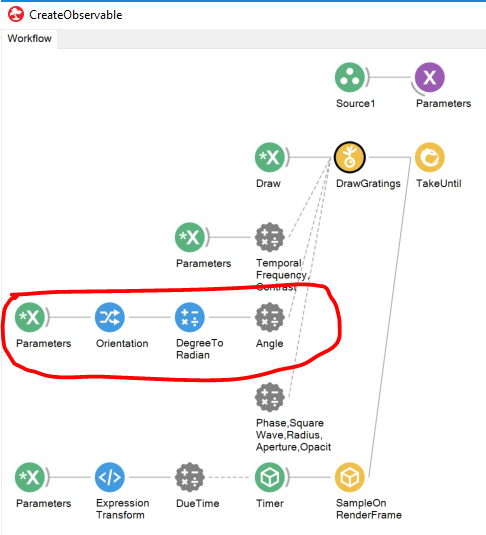 CreateObservable
Workflow
X
Source1
Parameters
*X
Draw
DrawGratings
TakeUntil
*X
Parameters
Temporal
Frequency,
Contrast
*X
Parameters
Orientation
DegreeTo
Radian
Angle
Phase,Square
Wave,Radius,
Aperture,Opacit
*X
Parameters
Expression
Transform
DueTime
Timer
SampleOn
RenderFrame